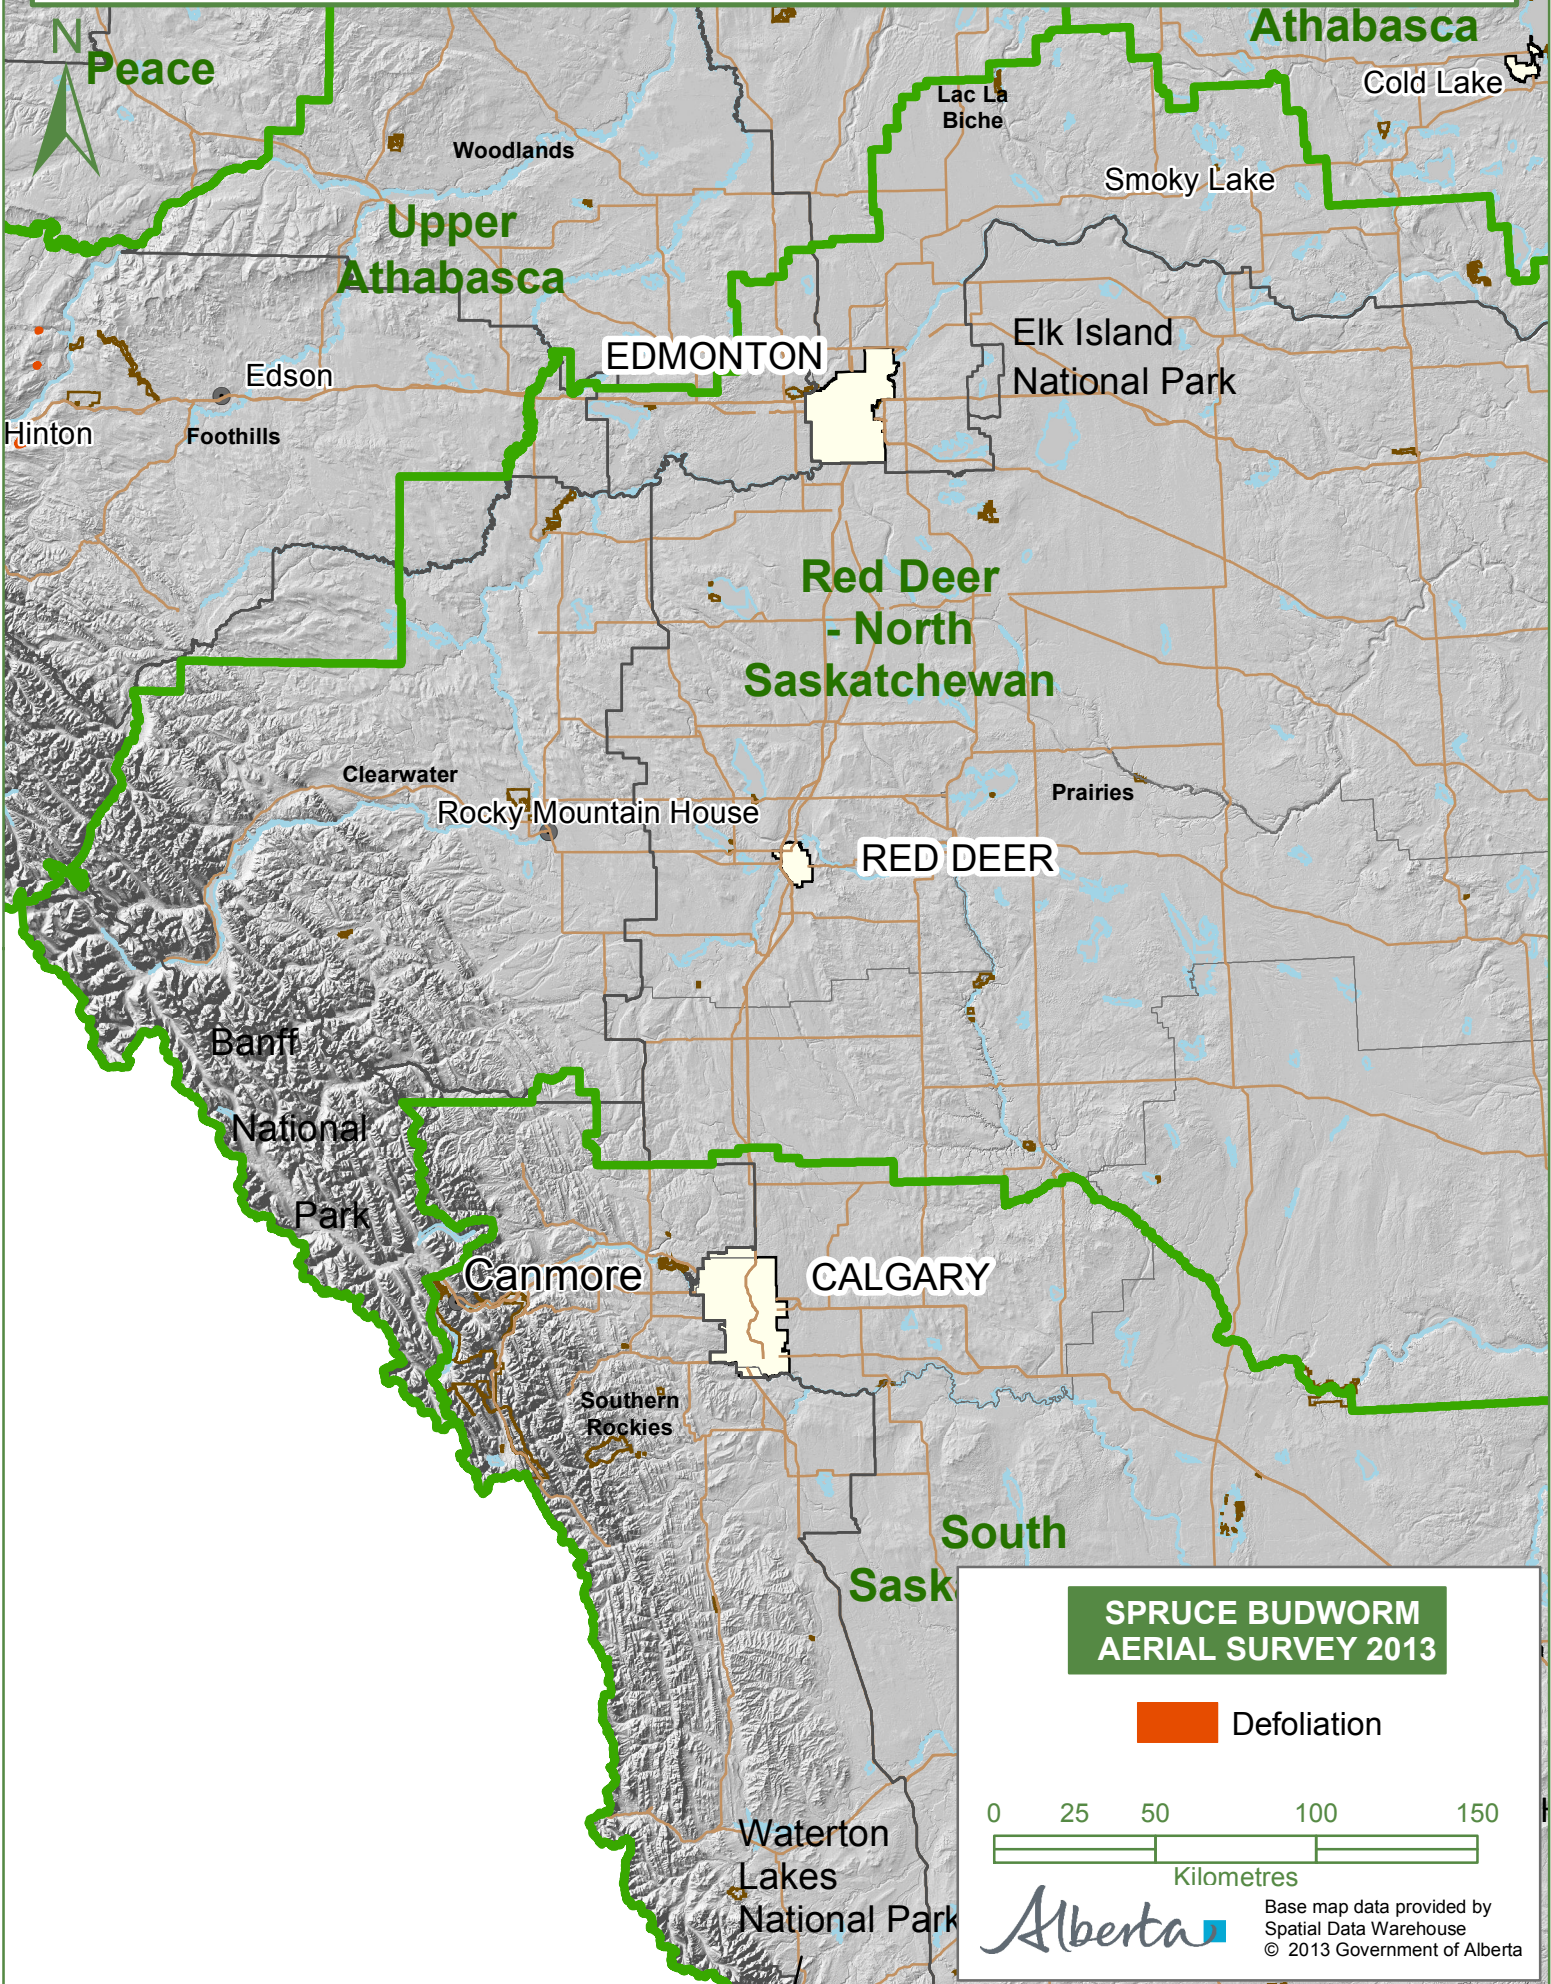 Athabasca
N
Peace
Cold Lake
Lac La
Biche
Woodlands
Smoky Lake
Upper
Athabasca
Elk Island
National Park
EDMONTON
Edson
Hinton
Foothills
Red Deer
- North
Saskatchewan
Clearwater
Prairies
Rocky Mountain House
RED DEER
Banff
National
Park
Canmore
CALGARY
Southern
Rockies
South
Sask
SPRUCE BUDWORM
AERIAL SURVEY 2013
Defoliation
0 25 50 100 150
Kilometres
Waterton
Lakes
National Park
Alberta
Base map data provided by
Spatial Data Warehouse
© 2013 Government of Alberta